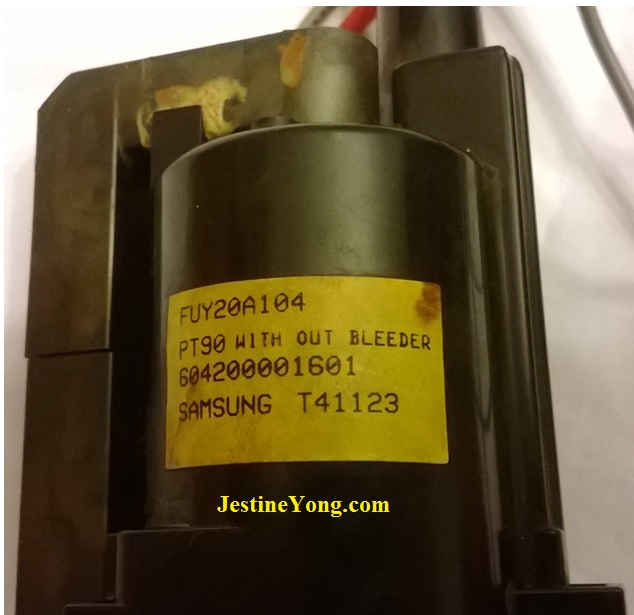 FUY20A104
PT90 WITH OUT BLEEDER
604200001601
SAMSUNG T41123
JestineYong.com